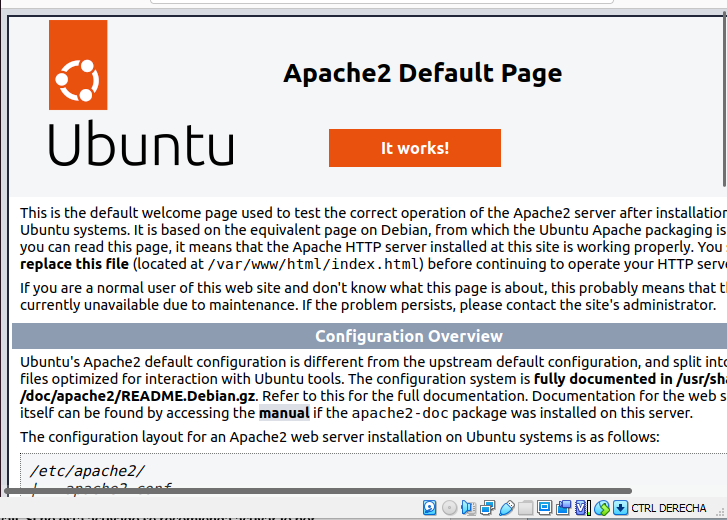 Ubuntu
Apache2 Default Page
It works!
This is the default welcome page used to test the correct operation of the Apache2 server after installation
Ubuntu systems. It is based on the equivalent page on Debian, from which the Ubuntu Apache packaging is
you can read this page, it means that the Apache HTTP server installed at this site is working properly. You
replace this file (located at /var/www/html/index.html) before continuing to operate your HTTP serve
If you are a normal user of this web site and don't know what this page is about, this probably means that th
currently unavailable due to maintenance. If the problem persists, please contact the site's administrator.
Configuration Overview
Ubuntu's Apache2 default configuration is different from the upstream default configuration, and split into
files optimized for interaction with Ubuntu tools. The configuration system is fully documented in /usr/sha
/doc/apache2/README.Debian.gz. Refer to this for the full documentation. Documentation for the web s
itself can be found by accessing the manual if the apache2-doc package was installed on this server.
The configuration layout for an Apache2 web server installation on Ubuntu systems is as follows:
/etc/apache2/
|-- apache2.conf
CTRL DERECHA